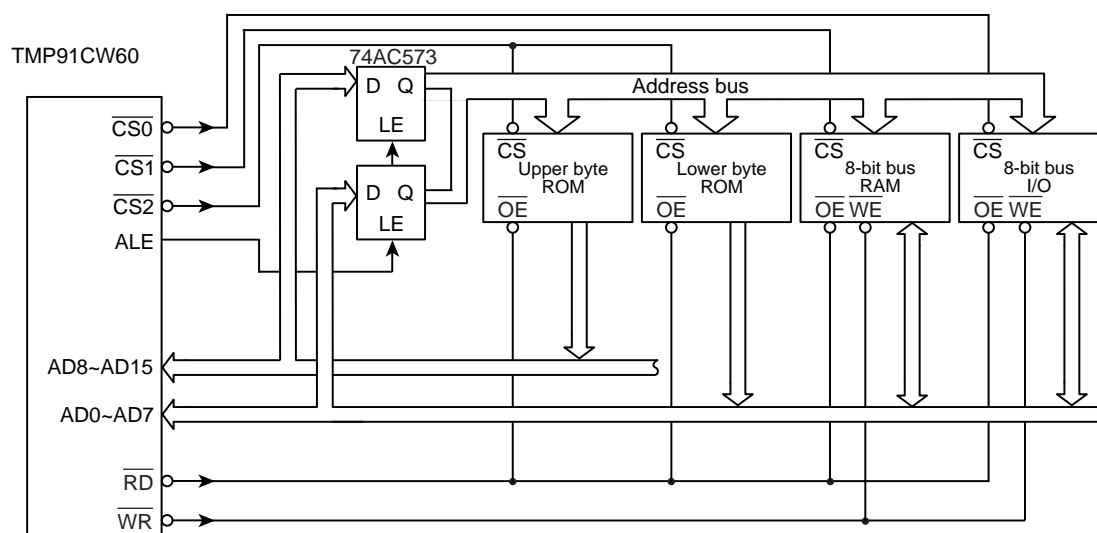 TMP91CW60
74AC573
CS0
CS1
CS2
ALE
AD8~AD15
AD0~AD7
RD
WR
D Q
LE
D Q
LE
Address bus
CS
Upper byte
ROM
OE
CS
Lower byte
ROM
OE
CS
8-bit bus
RAM
OE WE
CS
8-bit bus
I/O
OE WE